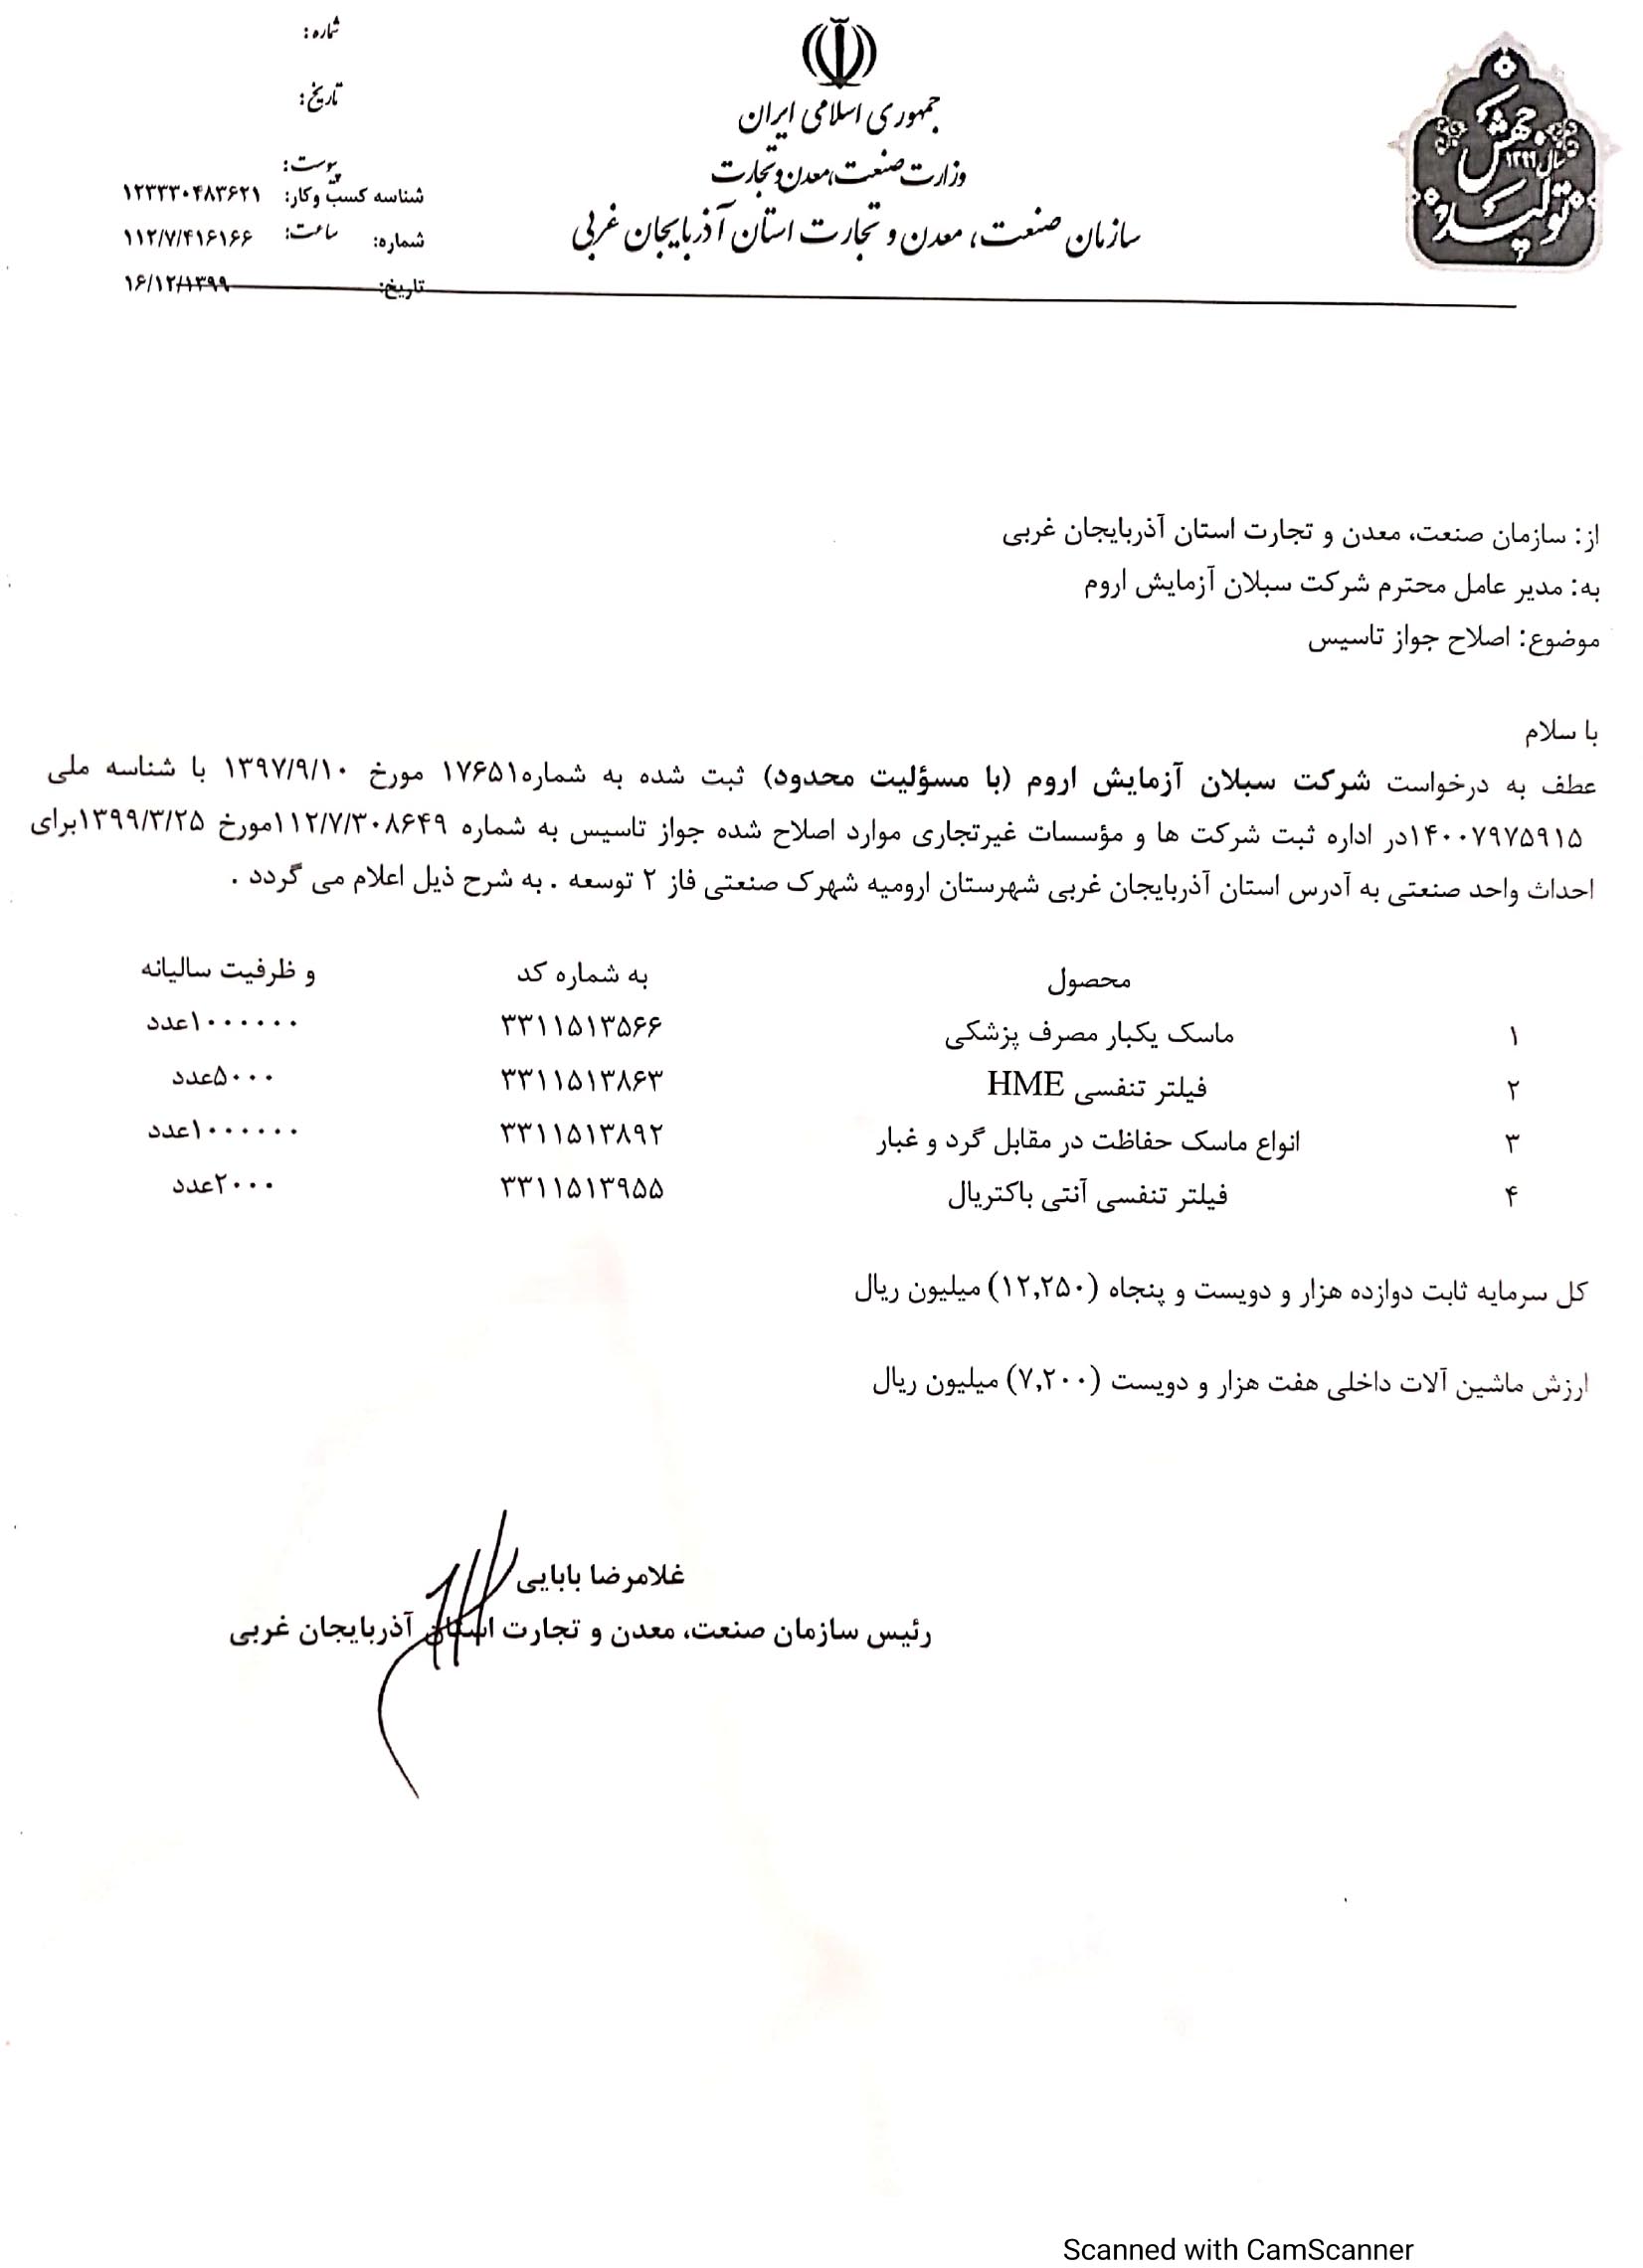 جمهوری اسلامی ایران
وزارت صنعت، معدن و تجارت
سازمان صنعت، معدن و تجارت استان آذربایجان غربی
سال ۱۳۹۹
جهش
تولید
شماره:
تاریخ:
پیوست:
شناسه کسب وکار: ۱۲۳۳۳۰۴۸۳۶۲۱
ساعت:
شماره: ۱۱۲/۷/۴۱۶۱۶۶
تاریخ: ۱۶/۱۲/۱۳۹۹
از: سازمان صنعت، معدن و تجارت استان آذربایجان غربی
به: مدیر عامل محترم شرکت سبلان آزمایش اروم
موضوع: اصلاح جواز تاسیس
با سلام
عطف به درخواست شرکت سبلان آزمایش اروم (با مسؤلیت محدود) ثبت شده به شماره۱۷۶۵۱ مورخ ۱۳۹۷/۹/۱۰ با شناسه ملی
۱۴۰۰۷۹۷۵۹۱۵در اداره ثبت شرکت ها و مؤسسات غیرتجاری موارد اصلاح شده جواز تاسیس به شماره ۱۱۲/۷/۳۰۸۶۴۹مورخ ۱۳۹۹/۳/۲۵برای
احداث واحد صنعتی به آدرس استان آذربایجان غربی شهرستان ارومیه شهرک صنعتی فاز ۲ توسعه . به شرح ذیل اعلام می گردد .
محصول به شماره کد و ظرفیت سالیانه
۱ ماسک یکبار مصرف پزشکی ۳۳۱۱۵۱۳۵۶۶ ۱۰۰۰۰۰۰عدد
۲ فیلتر تنفسی HME ۳۳۱۱۵۱۳۸۶۳ ۵۰۰۰عدد
۳ انواع ماسک حفاظت در مقابل گرد و غبار ۳۳۱۱۵۱۳۸۹۲ ۱۰۰۰۰۰۰عدد
۴ فیلتر تنفسی آنتی باکتریال ۳۳۱۱۵۱۳۹۵۵ ۲۰۰۰عدد
کل سرمایه ثابت دوازده هزار و دویست و پنجاه (۱۲,۲۵۰) میلیون ریال
ارزش ماشین آلات داخلی هفت هزار و دویست (۷,۲۰۰) میلیون ریال
غلامرضا بابایی
رئیس سازمان صنعت، معدن و تجارت استان آذربایجان غربی
Scanned with CamScanner